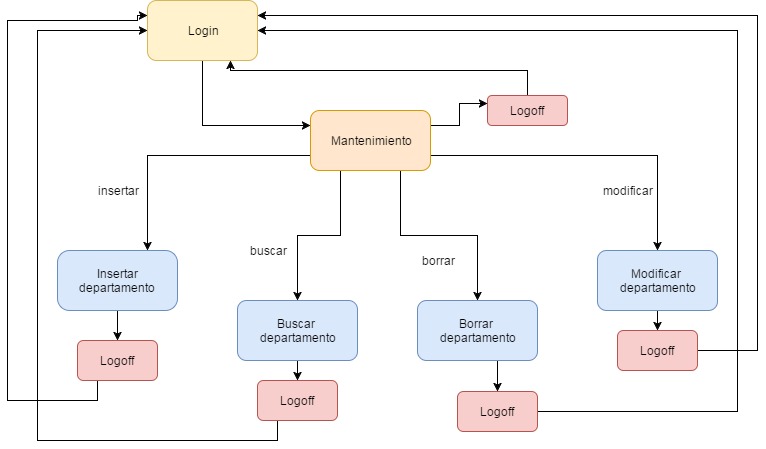 Login
Logoff
Mantenimiento
insertar
modificar
buscar
borrar
Insertar
departamento
Modificar
departamento
Buscar
departamento
Borrar
departamento
Logoff
Logoff
Logoff
Logoff